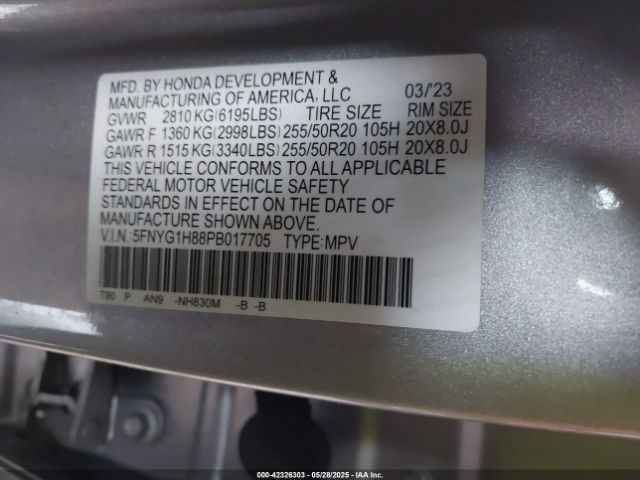 MFD. BY HONDA DEVELOPMENT &
MANUFACTURING OF AMERICA, LLC 03/'23
GVWR 2810 KG(6195LBS) TIRE SIZE RIM SIZE
GAWR F 1360 KG(2998LBS) 255/50R20 105H 20X8.0J
GAWR R 1515 KG(3340LBS) 255/50R20 105H 20X8.0J
THIS VEHICLE CONFORMS TO ALL APPLICABLE
FEDERAL MOTOR VEHICLE SAFETY
STANDARDS IN EFFECT ON THE DATE OF
MANUFACTURE SHOWN ABOVE.
V.I.N.: 5FNYG1H88PB017705 TYPE: MPV
T90 P AN9 -NH830M -B -B
000-42326303 | 05/28/2025 | IAAI, Inc.